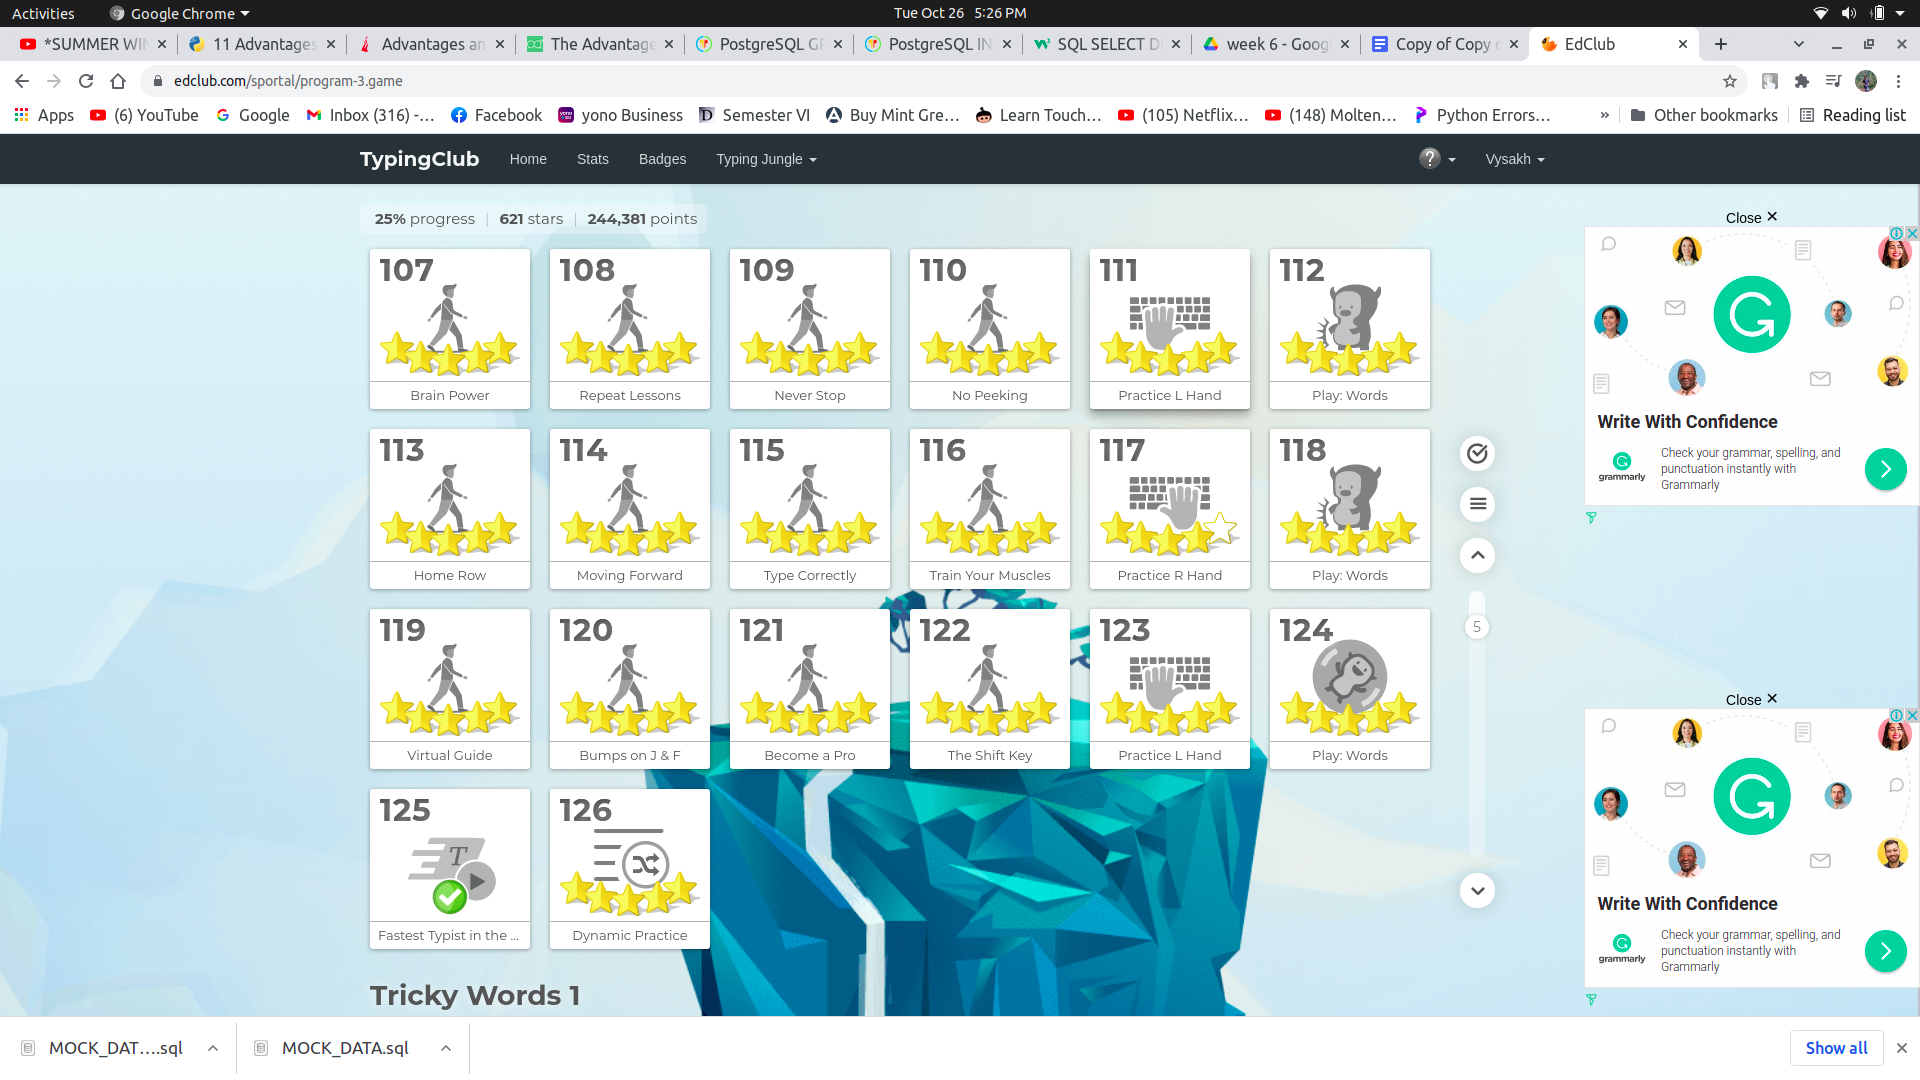 Activities
Google Chrome
Tue Oct 26 5:26 PM
*SUMMER WIN
11 Advantages
Advantages an
The Advantage
PostgreSQL GR
PostgreSQL IN
SQL SELECT DI
week 6 - Googl
Copy of Copy o
EdClub
edclub.com/sportal/program-3.game
Apps
(6) YouTube
Google
Inbox (316) -...
Facebook
yono Business
Semester VI
Buy Mint Gre...
Learn Touch...
(105) Netflix...
(148) Molten...
Python Errors...
»
Other bookmarks
Reading list
TypingClub
Home
Stats
Badges
Typing Jungle
?
Vysakh
25% progress | 621 stars | 244,381 points
107
108
109
110
111
112
Brain Power
Repeat Lessons
Never Stop
No Peeking
Practice L Hand
Play: Words
113
114
115
116
117
118
Home Row
Moving Forward
Type Correctly
Train Your Muscles
Practice R Hand
Play: Words
119
120
121
122
123
124
5
Virtual Guide
Bumps on J & F
Become a Pro
The Shift Key
Practice L Hand
Play: Words
125
126
T
Fastest Typist in the ...
Dynamic Practice
Tricky Words 1
Close ✕
G
Write With Confidence
Check your grammar, spelling, and
punctuation instantly with
Grammarly
grammarly
Close ✕
G
Write With Confidence
Check your grammar, spelling, and
punctuation instantly with
Grammarly
grammarly
MOCK_DAT....sql
MOCK_DATA.sql
Show all